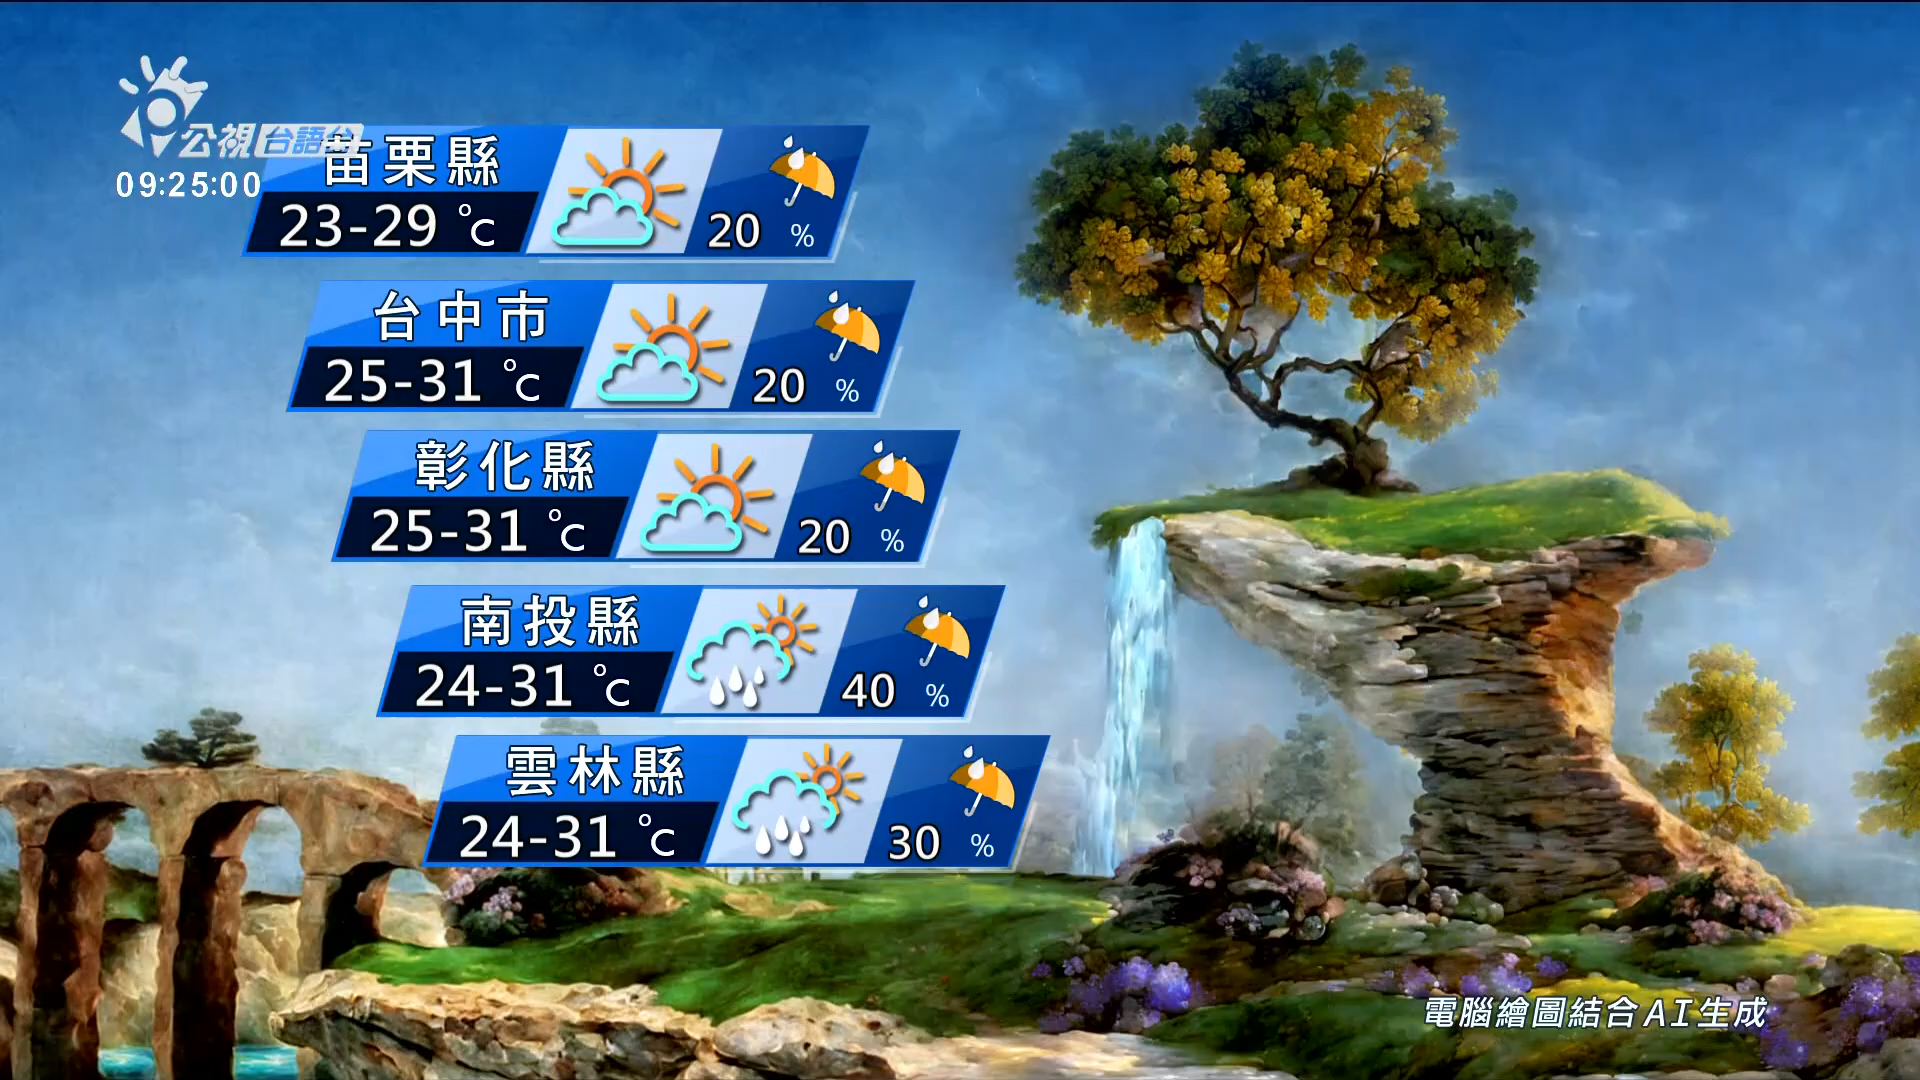 公視台語台
09:25:00
苗栗縣
23-29 ℃
20 %
台中市
25-31 ℃
20 %
彰化縣
25-31 ℃
20 %
南投縣
24-31 ℃
40 %
雲林縣
24-31 ℃
30 %
電腦繪圖結合AI生成